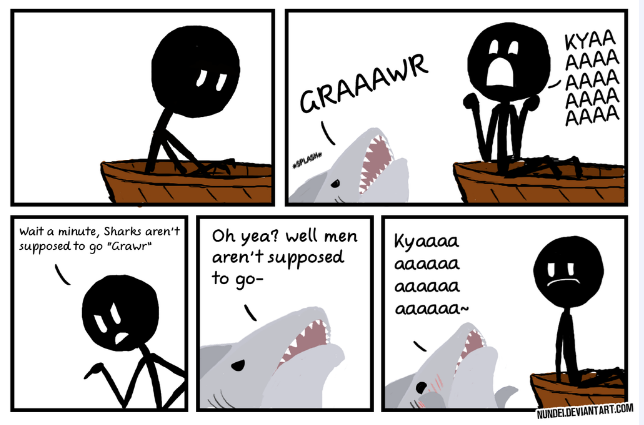 GRAAAWR
*SPLASH*
KYAA
AAAA
AAAA
AAAA
AAAA
Wait a minute, Sharks aren't
supposed to go "Grawr"
Oh yea? well men
aren't supposed
to go-
Kyaaaa
aaaaaa
aaaaaa
aaaaaa~
NUNDEI.DEVIANTART.COM